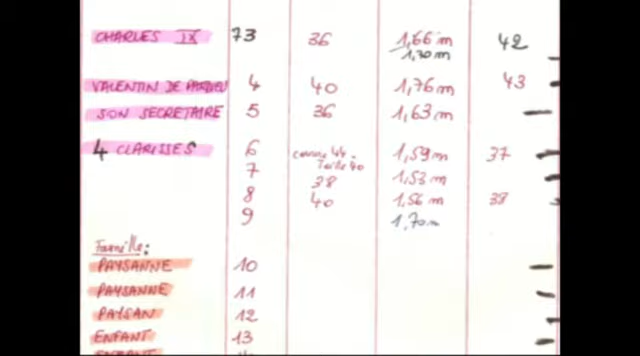 CHARLES IX 73 36 1,66 m 42
1,70 m
VALENTIN DE PARDIEU 4 40 1,76 m 43
SON SECRETAIRE 5 36 1,63 m
4 CLARISSES 6 44. 1,59 m 37
Taille 40
7 38 1,53 m
8 40 1,56 m 38
9 1,70 m
Famille:
PAYSANNE 10
PAYSANNE 11
PAYSAN 12
ENFANT 13